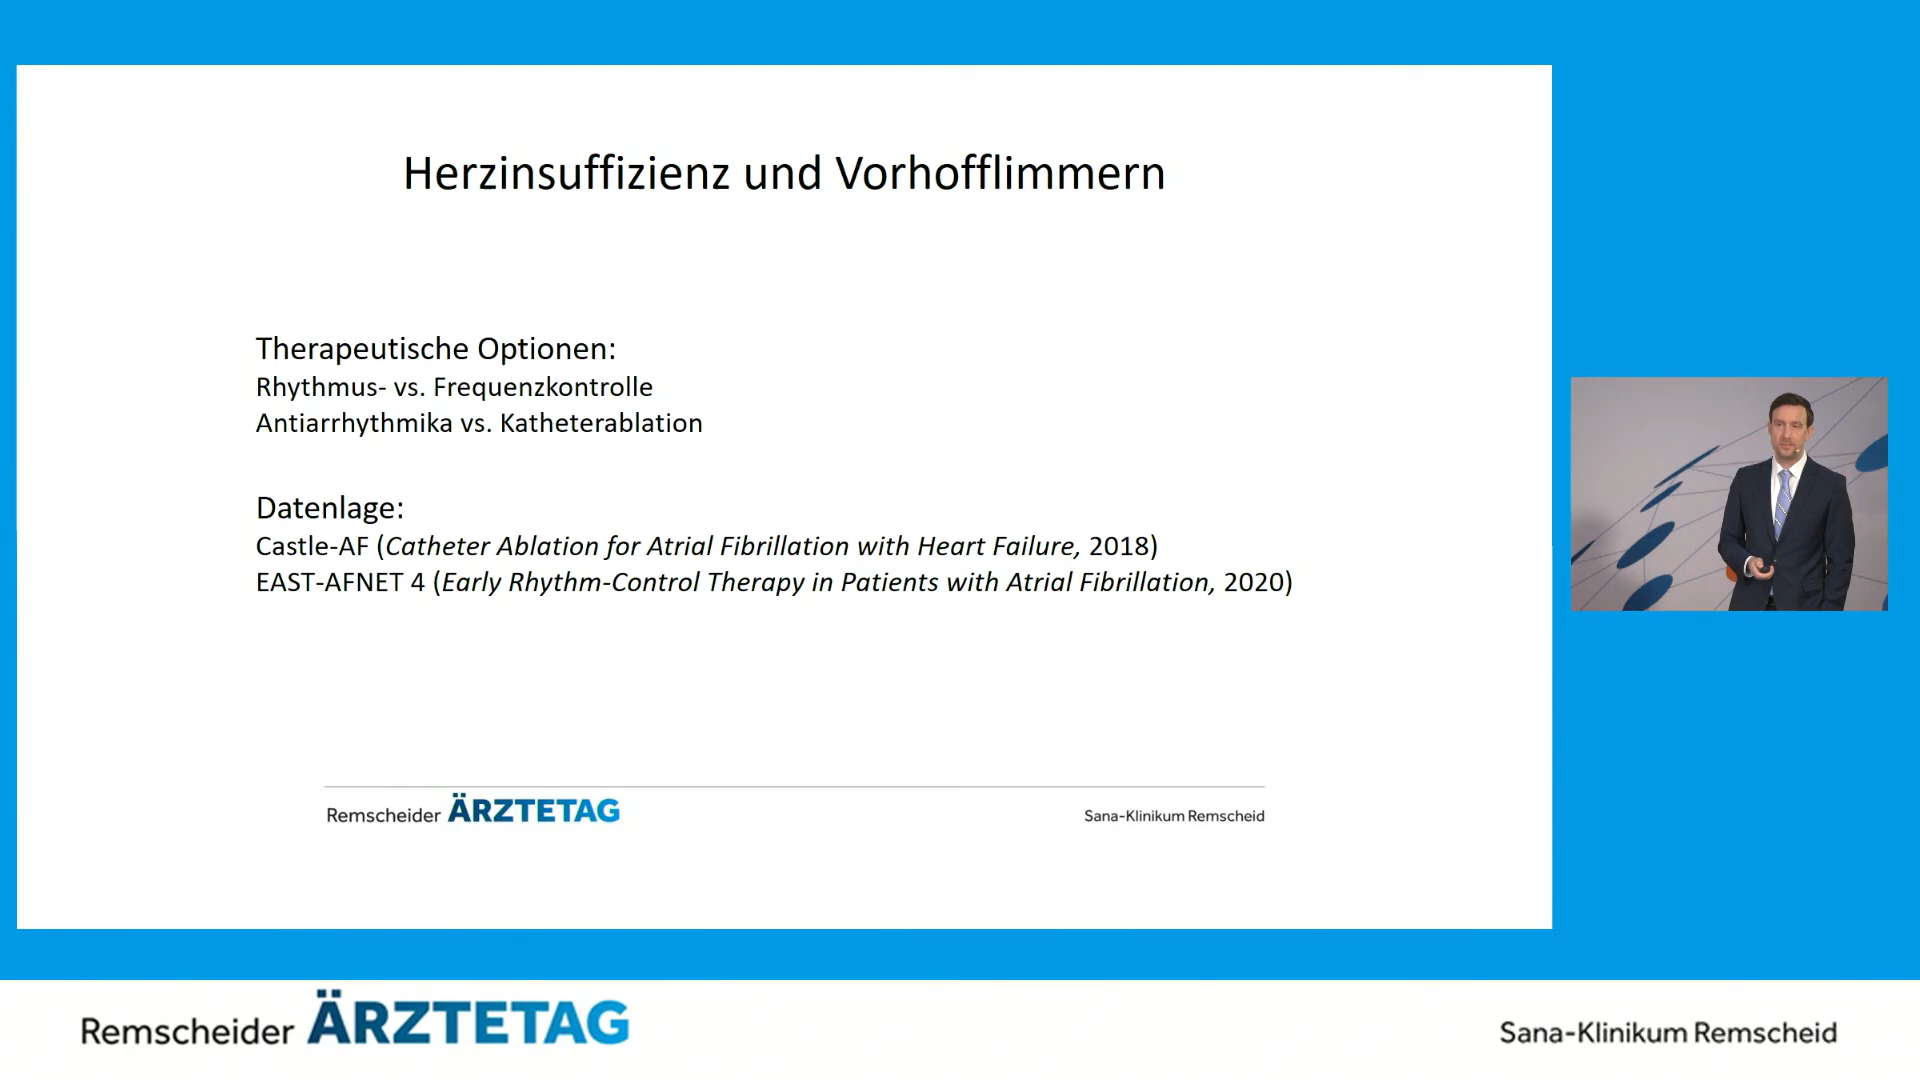 Herzinsuffizienz und Vorhofflimmern
Therapeutische Optionen:
Rhythmus- vs. Frequenzkontrolle
Antiarrhythmika vs. Katheterablation
Datenlage:
Castle-AF (Catheter Ablation for Atrial Fibrillation with Heart Failure, 2018)
EAST-AFNET 4 (Early Rhythm-Control Therapy in Patients with Atrial Fibrillation, 2020)
Remscheider ÄRZTETAG
Sana-Klinikum Remscheid
Remscheider ÄRZTETAG
Sana-Klinikum Remscheid